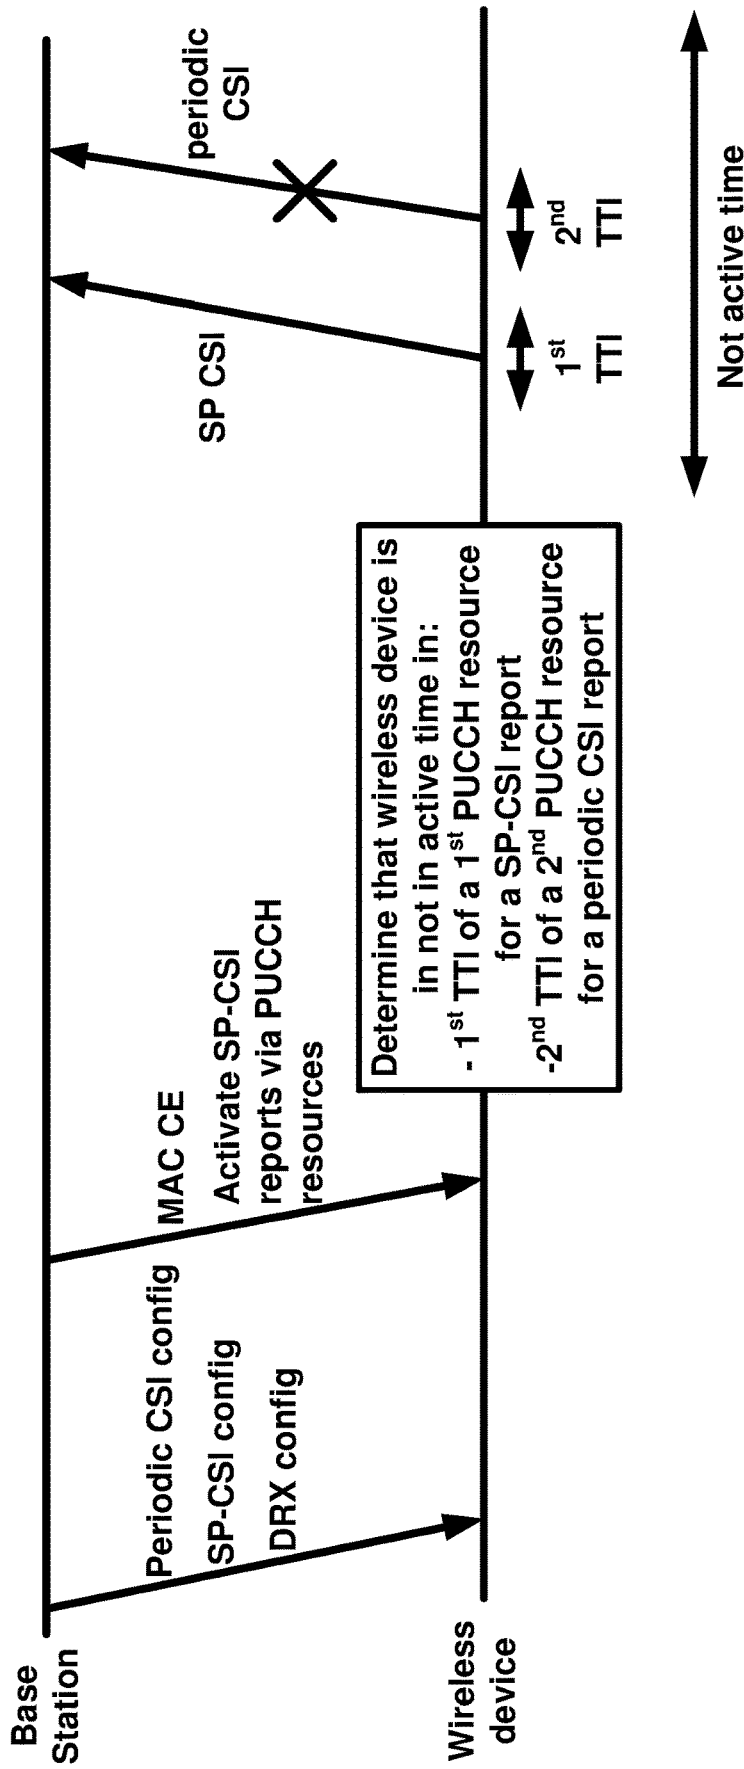 Base
Station
Wireless
device
Periodic CSI config
SP-CSI config
DRX config
MAC CE
Activate SP-CSI
reports via PUCCH
resources
Determine that wireless device is
in not in active time in:
- 1st TTI of a 1st PUCCH resource
for a SP-CSI report
-2nd TTI of a 2nd PUCCH resource
for a periodic CSI report
SP CSI
periodic
CSI
1st
TTI
2nd
TTI
Not active time